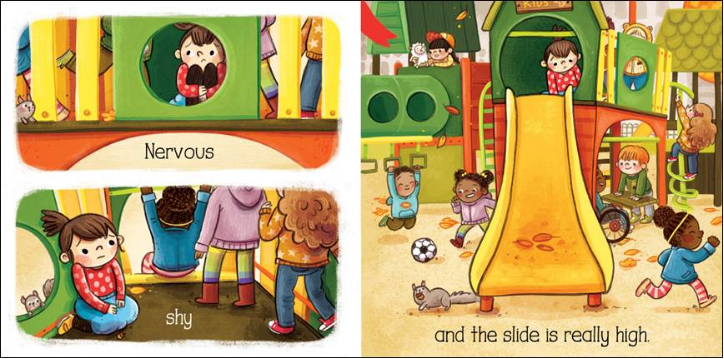 Nervous
shy
KIDS
and the slide is really high.